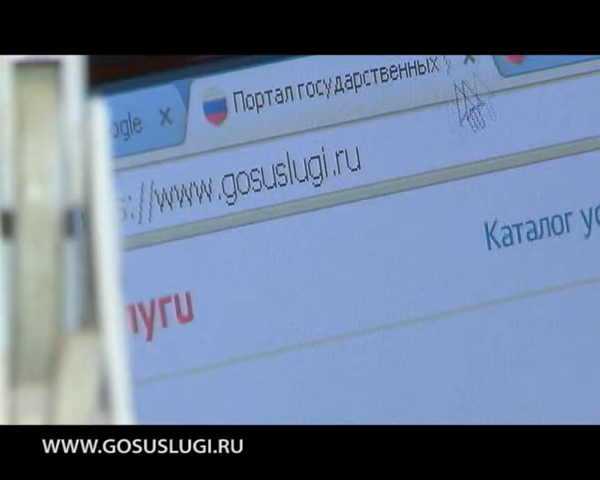 ogle
Портал государственных
://www.gosuslugi.ru
Каталог ус
луги
WWW.GOSUSLUGI.RU